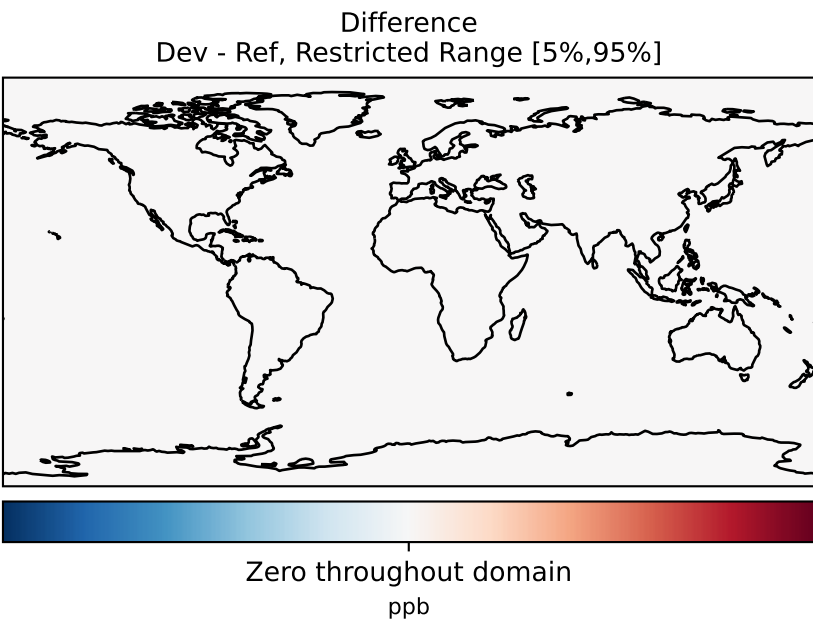 Difference
Dev - Ref, Restricted Range [5%,95%]
Zero throughout domain
ppb